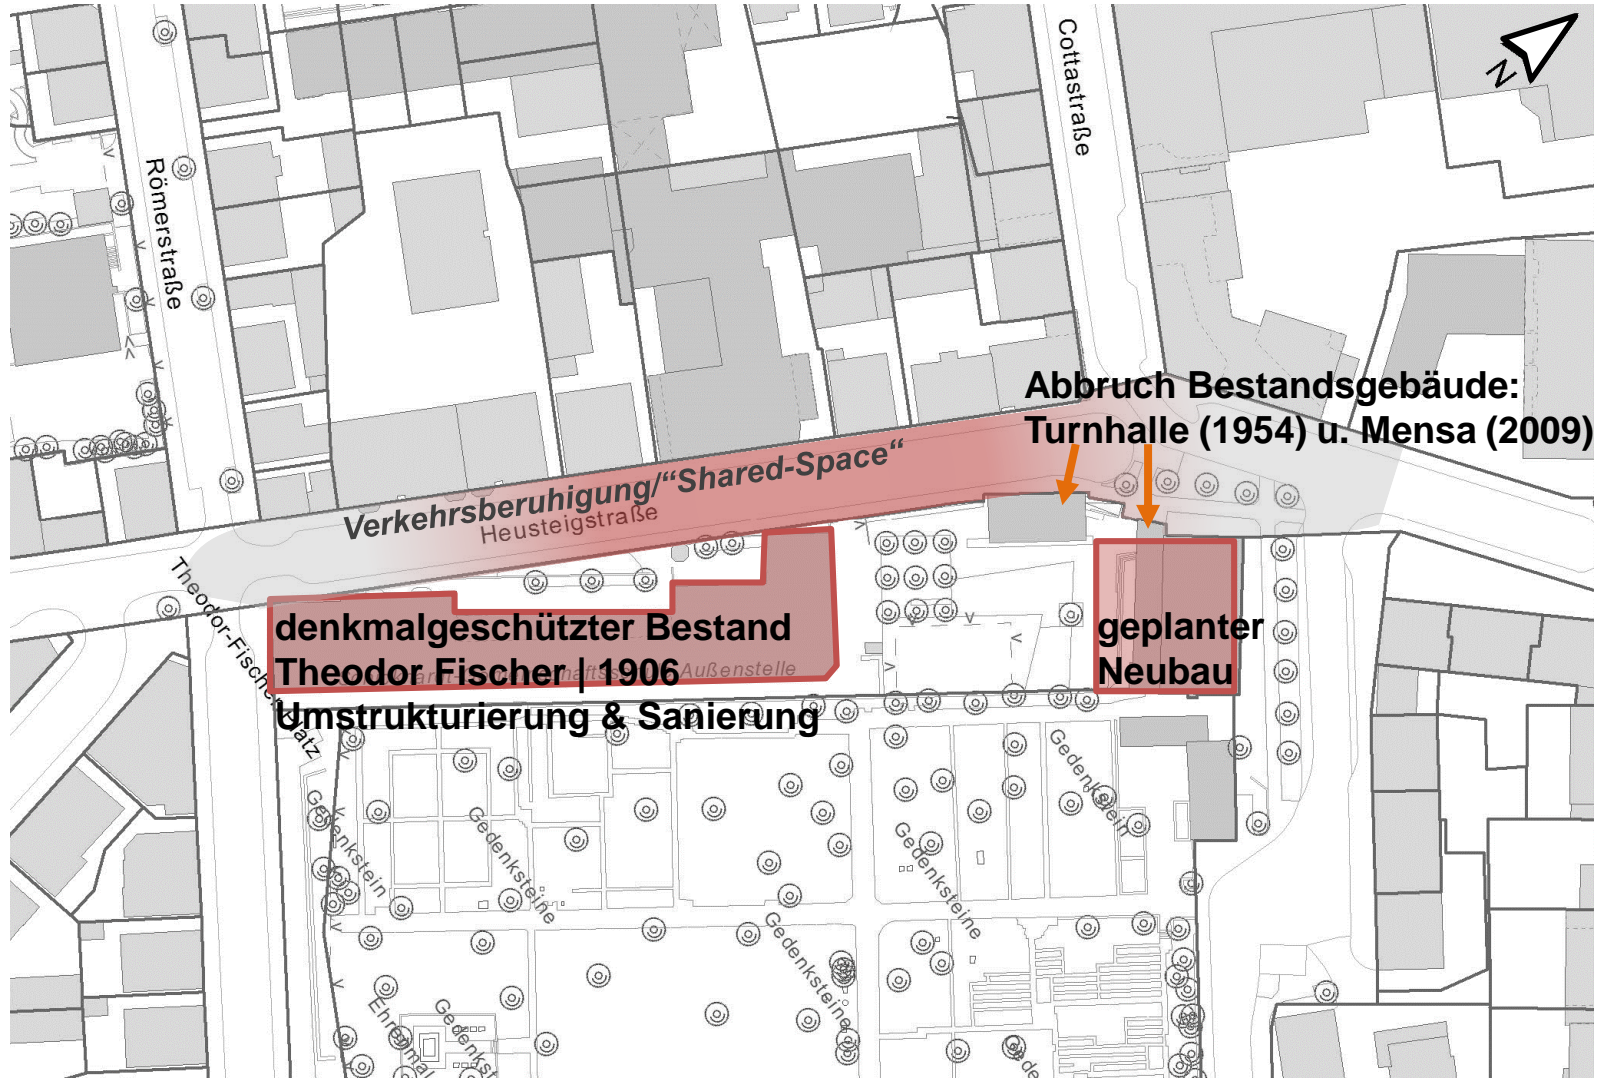 Cottastraße
N
Römerstraße
Abbruch Bestandsgebäude:
Turnhalle (1954) u. Mensa (2009)
Verkehrsberuhigung/“Shared-Space“
Heusteigstraße
Theodor-Fischer-Platz
denkmalgeschützter Bestand
Theodor Fischer | 1906
Außenstelle
Umstrukturierung & Sanierung
geplanter
Neubau
Gedenkstein
Gedenksteine
Gedenksteine
Gedenkstein
Gedenksteine
Ehrenmal